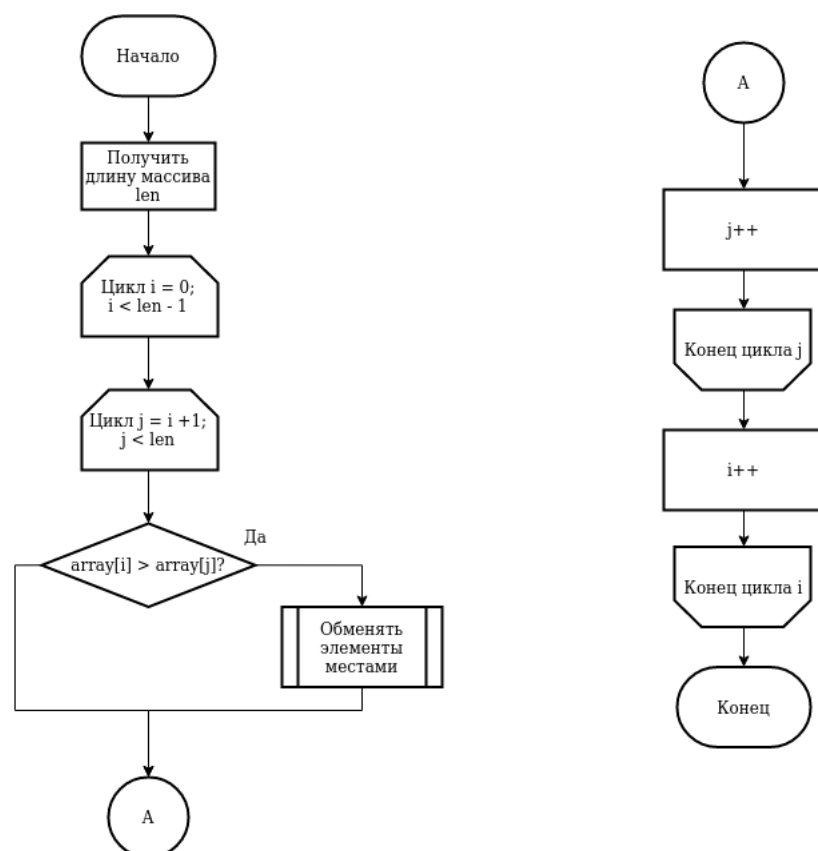 Начало
Получить
длину массива
len
Цикл i = 0;
i < len - 1
Цикл j = i +1;
j < len
array[i] > array[j]?
Да
Обменять
элементы
местами
A
A
j++
Конец цикла j
i++
Конец цикла i
Конец